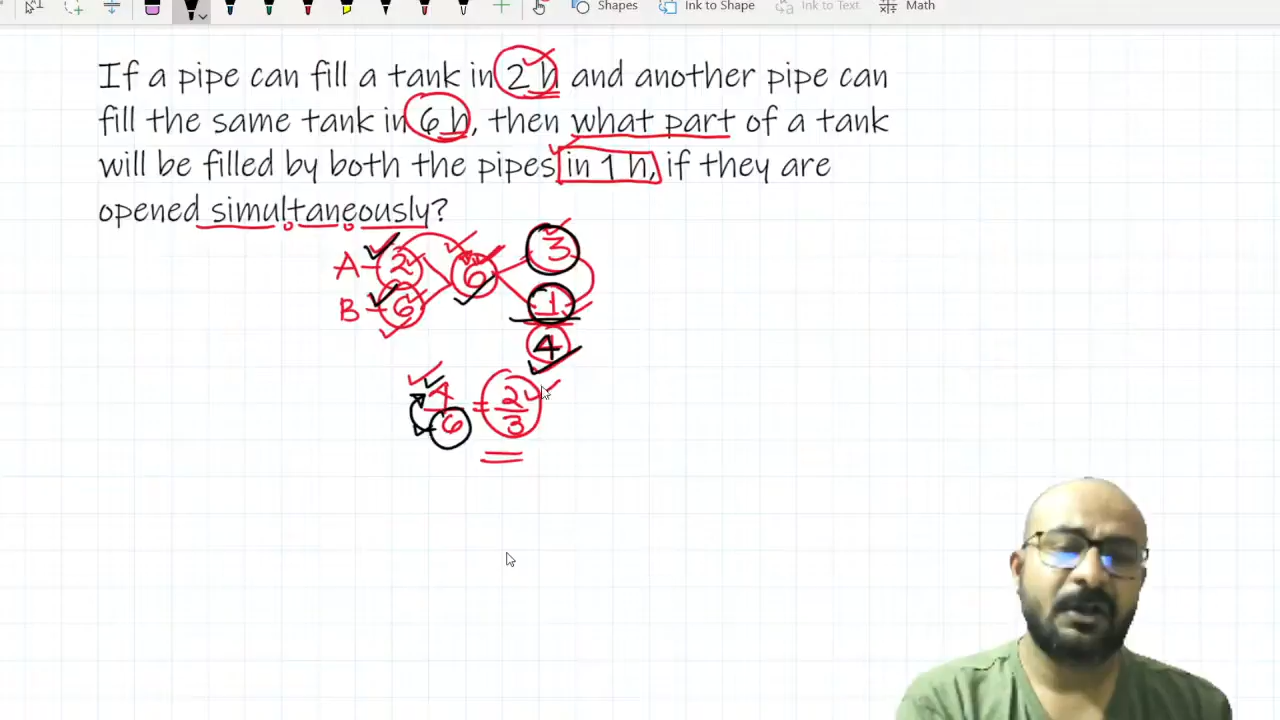 Shapes Ink to Shape Ink to Text Math
If a pipe can fill a tank in 2 h and another pipe can
fill the same tank in 6 h, then what part of a tank
will be filled by both the pipes in 1 h, if they are
opened simultaneously?
A - 2 6 3
B - 6 1
4
4/6 = 2/3